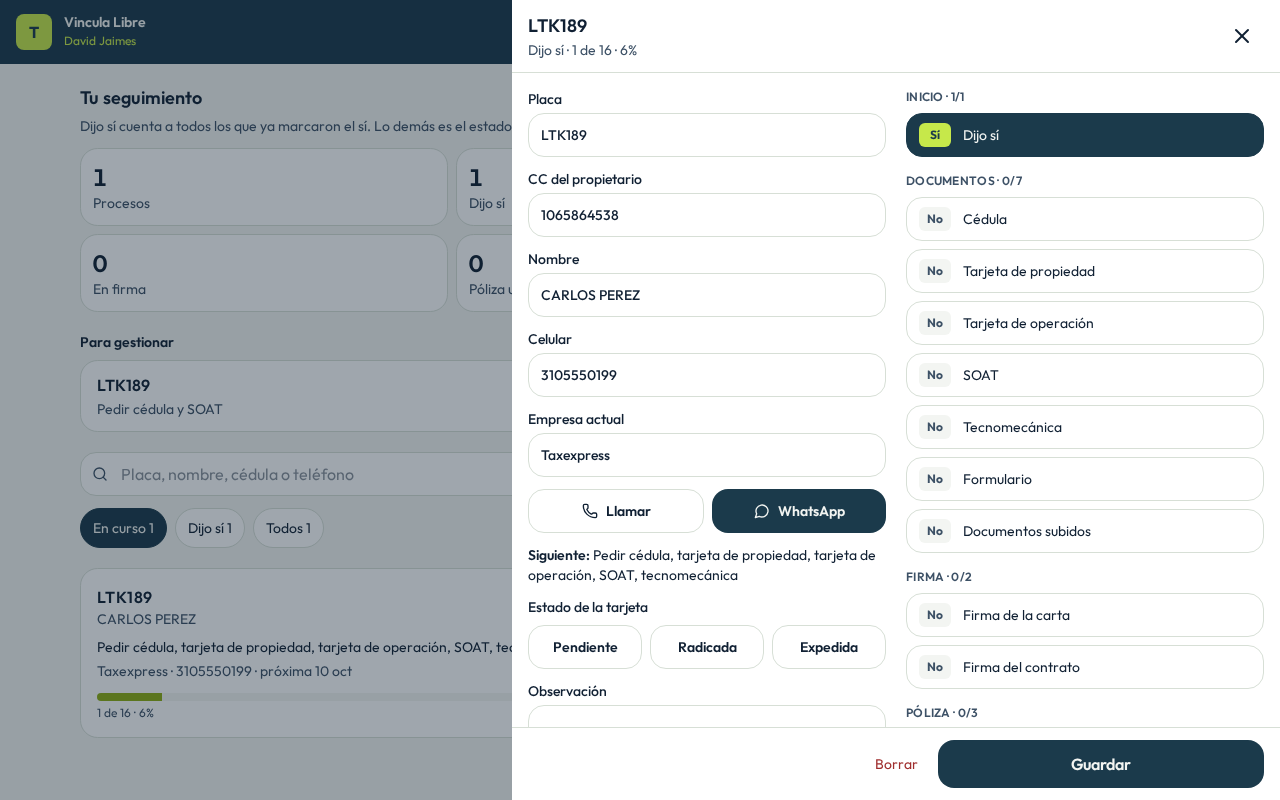 T
Vincula Libre
David Jaimes
Tu seguimiento
Dijo sí cuenta a todos los que ya marcaron el sí. Lo demás es el estado
1
Procesos
1
Dijo sí
0
En firma
0
Póliza
Para gestionar
LTK189
Pedir cédula y SOAT
Placa, nombre, cédula o teléfono
En curso 1
Dijo sí 1
Todos 1
LTK189
CARLOS PEREZ
Pedir cédula, tarjeta de propiedad, tarjeta de operación, SOAT,
Taxexpress · 3105550199 · próxima 10 oct
1 de 16 · 6%
LTK189
Dijo sí · 1 de 16 · 6%
Placa
LTK189
CC del propietario
1065864538
Nombre
CARLOS PEREZ
Celular
3105550199
Empresa actual
Taxexpress
Llamar
WhatsApp
Siguiente: Pedir cédula, tarjeta de propiedad, tarjeta de
operación, SOAT, tecnomecánica
Estado de la tarjeta
Pendiente
Radicada
Expedida
Observación
INICIO · 1/1
Sí Dijo sí
DOCUMENTOS · 0/7
No Cédula
No Tarjeta de propiedad
No Tarjeta de operación
No SOAT
No Tecnomecánica
No Formulario
No Documentos subidos
FIRMA · 0/2
No Firma de la carta
No Firma del contrato
PÓLIZA · 0/3
Borrar
Guardar